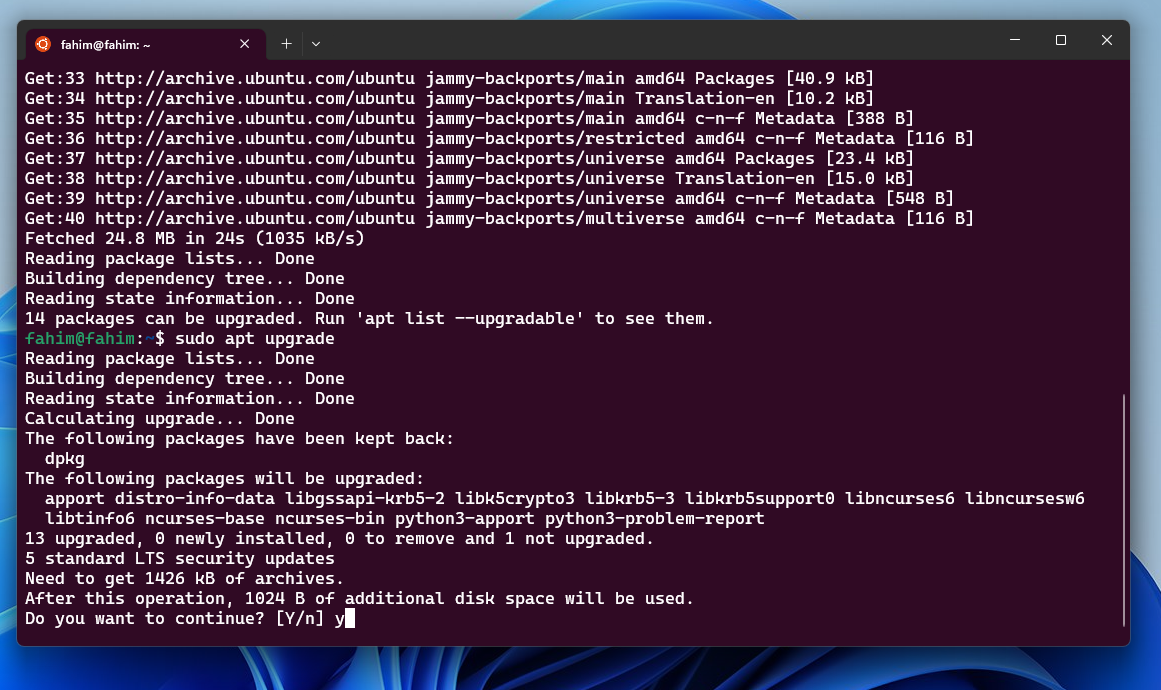 fahim@fahim: ~
Get:33 http://archive.ubuntu.com/ubuntu jammy-backports/main amd64 Packages [40.9 kB]
Get:34 http://archive.ubuntu.com/ubuntu jammy-backports/main Translation-en [10.2 kB]
Get:35 http://archive.ubuntu.com/ubuntu jammy-backports/main amd64 c-n-f Metadata [388 B]
Get:36 http://archive.ubuntu.com/ubuntu jammy-backports/restricted amd64 c-n-f Metadata [116 B]
Get:37 http://archive.ubuntu.com/ubuntu jammy-backports/universe amd64 Packages [23.4 kB]
Get:38 http://archive.ubuntu.com/ubuntu jammy-backports/universe Translation-en [15.0 kB]
Get:39 http://archive.ubuntu.com/ubuntu jammy-backports/universe amd64 c-n-f Metadata [548 B]
Get:40 http://archive.ubuntu.com/ubuntu jammy-backports/multiverse amd64 c-n-f Metadata [116 B]
Fetched 24.8 MB in 24s (1035 kB/s)
Reading package lists... Done
Building dependency tree... Done
Reading state information... Done
14 packages can be upgraded. Run 'apt list --upgradable' to see them.
fahim@fahim:~$ sudo apt upgrade
Reading package lists... Done
Building dependency tree... Done
Reading state information... Done
Calculating upgrade... Done
The following packages have been kept back:
  dpkg
The following packages will be upgraded:
  apport distro-info-data libgssapi-krb5-2 libk5crypto3 libkrb5-3 libkrb5support0 libncurses6 libncursesw6
  libtinfo6 ncurses-base ncurses-bin python3-apport python3-problem-report
13 upgraded, 0 newly installed, 0 to remove and 1 not upgraded.
5 standard LTS security updates
Need to get 1426 kB of archives.
After this operation, 1024 B of additional disk space will be used.
Do you want to continue? [Y/n] y